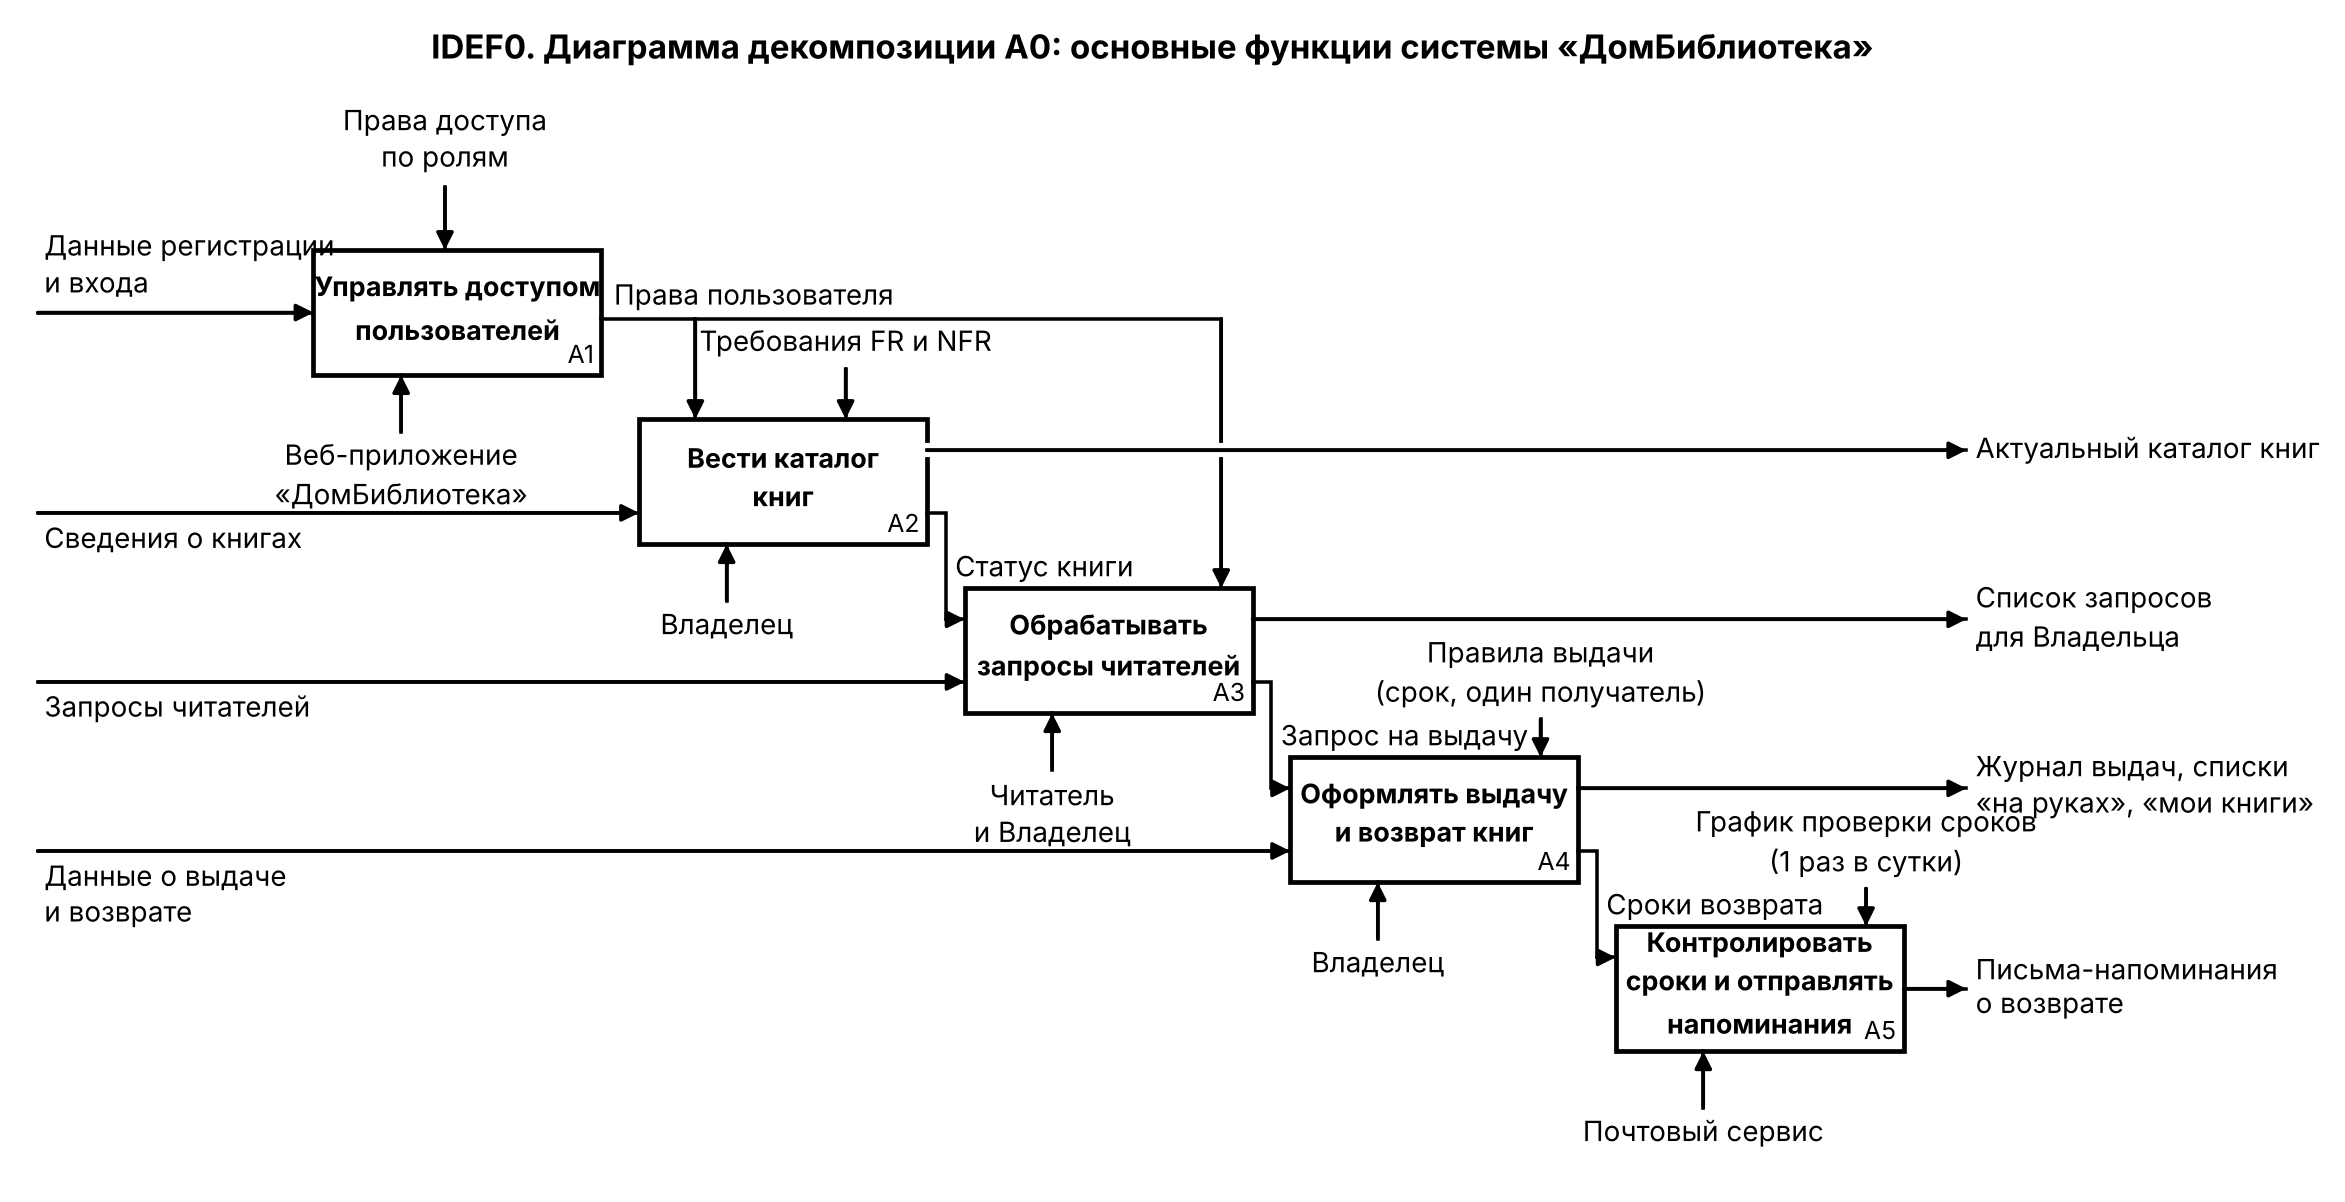 IDEF0. Диаграмма декомпозиции A0: основные функции системы «ДомБиблиотека»
Права доступа
по ролям
Данные регистрации
и входа
Управлять доступом
пользователей
A1
Права пользователя
Требования FR и NFR
Веб-приложение
«ДомБиблиотека»
Вести каталог
книг
A2
Актуальный каталог книг
Сведения о книгах
Статус книги
Владелец
Обрабатывать
запросы читателей
A3
Список запросов
для Владельца
Правила выдачи
(срок, один получатель)
Запросы читателей
Запрос на выдачу
Читатель
и Владелец
Оформлять выдачу
и возврат книг
A4
Журнал выдач, списки
«на руках», «мои книги»
График проверки сроков
(1 раз в сутки)
Данные о выдаче
и возврате
Сроки возврата
Владелец
Контролировать
сроки и отправлять
напоминания
A5
Письма-напоминания
о возврате
Почтовый сервис